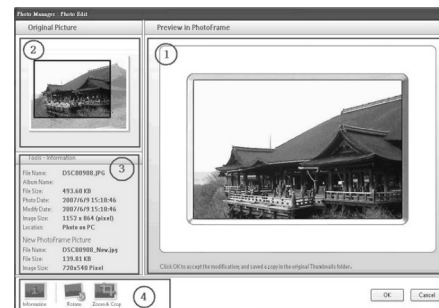 Photo Manager - Photo Edit
Original Picture
Preview in PhotoFrame
2
1
Tools - Information
3
File Name: DSC00908.JPG
Album Name:
File Size: 493.60 KB
Photo Date: 2007/6/9 15:18:46
Modify Date: 2007/6/9 15:18:46
Image Size: 1152 x 864 (pixel)
Location: Photo on PC
New PhotoFrame Picture
File Name: DSC00908_New.jpg
File Size: 139.81 KB
Image Size: 720x540 Pixel
Click OK to accept the modification, and saved a copy in the original Thumbnails folder.
Information
Rotate
Zoom & Crop
4
OK
Cancel